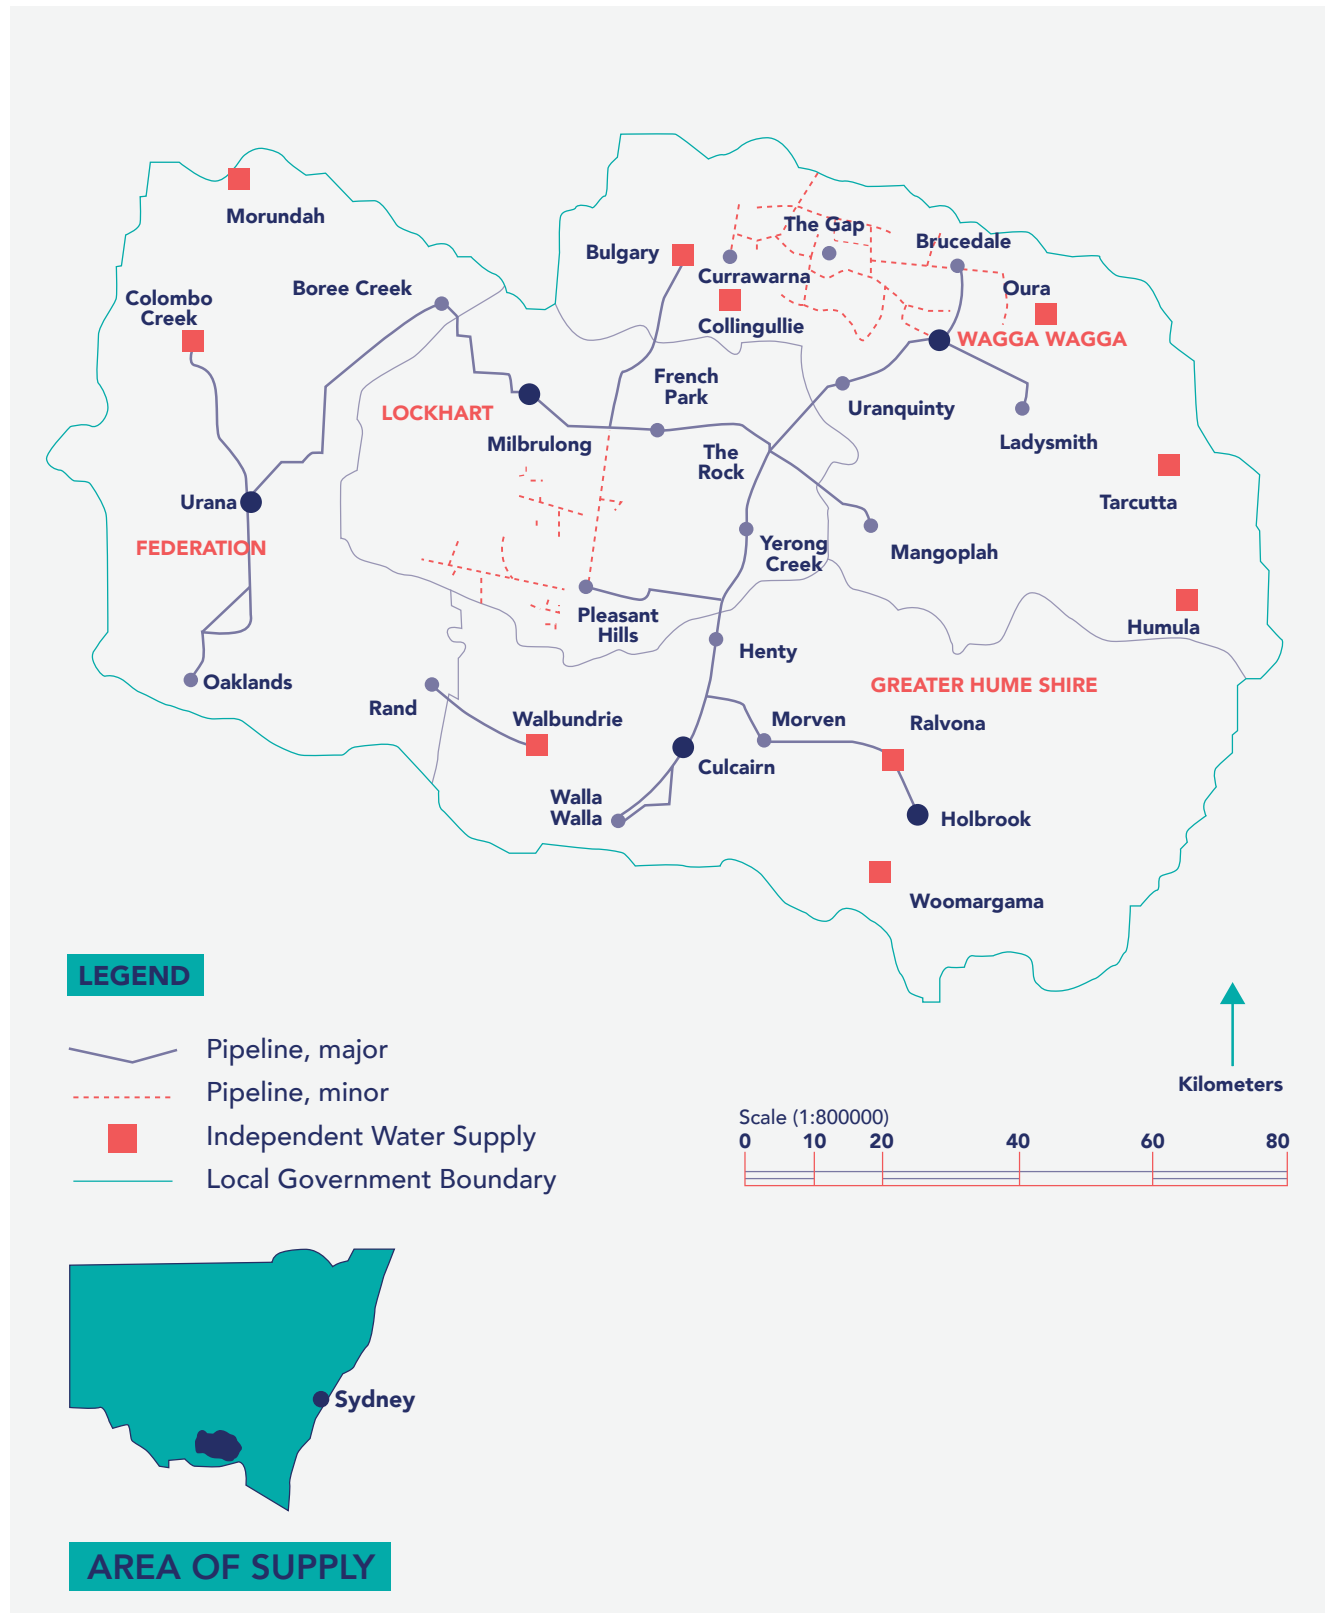 Morundah
The Gap
Bulgary
Brucedale
Currawarna
Boree Creek
Oura
Colombo
Creek
Collingullie
WAGGA WAGGA
French
Park
LOCKHART
Uranquinty
Milbrulong
Ladysmith
The
Rock
Urana
Tarcutta
FEDERATION
Yerong
Creek
Mangoplah
Pleasant
Hills
Humula
Henty
Oaklands
GREATER HUME SHIRE
Rand
Walbundrie
Morven
Ralvona
Culcairn
Walla
Walla
Holbrook
Woomargama
LEGEND
Pipeline, major
Pipeline, minor
Independent Water Supply
Local Government Boundary
Kilometers
Scale (1:800000)
0 10 20 40 60 80
Sydney
AREA OF SUPPLY